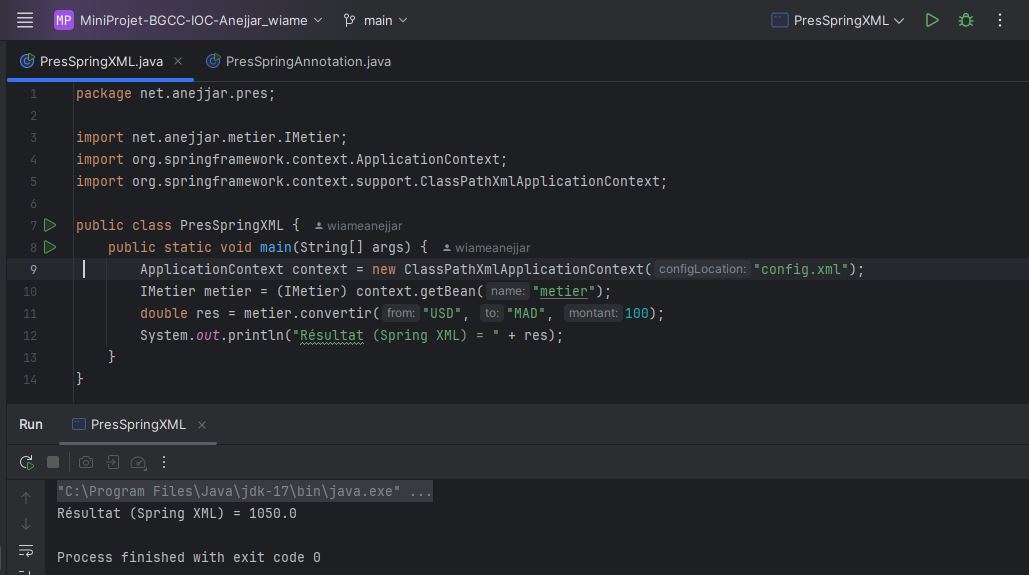 MP MiniProjet-BGCC-IOC-Anejjar_wiame main PresSpringXML
PresSpringXML.java PresSpringAnnotation.java
1 package net.anejjar.pres;
2
3 import net.anejjar.metier.IMetier;
4 import org.springframework.context.ApplicationContext;
5 import org.springframework.context.support.ClassPathXmlApplicationContext;
6
7 public class PresSpringXML { wiameanejjar
8 public static void main(String[] args) { wiameanejjar
9 ApplicationContext context = new ClassPathXmlApplicationContext( configLocation: "config.xml");
10 IMetier metier = (IMetier) context.getBean( name: "metier");
11 double res = metier.convertir( from: "USD", to: "MAD", montant: 100);
12 System.out.println("Résultat (Spring XML) = " + res);
13 }
14 }
Run PresSpringXML
"C:\Program Files\Java\jdk-17\bin\java.exe" ...
Résultat (Spring XML) = 1050.0
Process finished with exit code 0